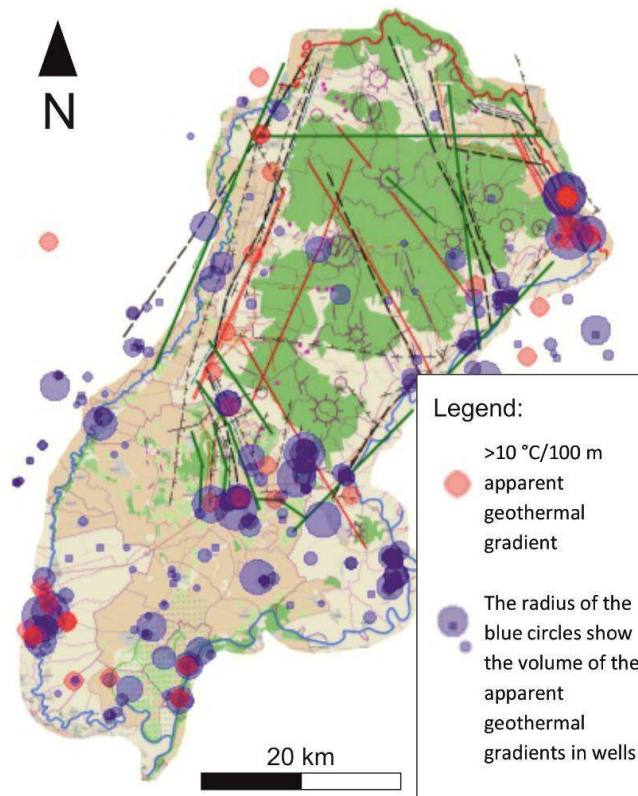 N
Legend:
>10 °C/100 m
apparent
geothermal
gradient
The radius of the
blue circles show
the volume of the
apparent
geothermal
gradients in wells
20 km